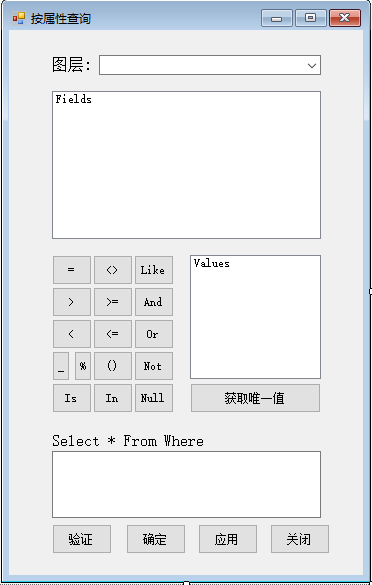 按属性查询
图层:
Fields
= <> Like
> >= And
< <= Or
_ % () Not
Is In Null
Values
获取唯一值
Select * From Where
验证 确定 应用 关闭